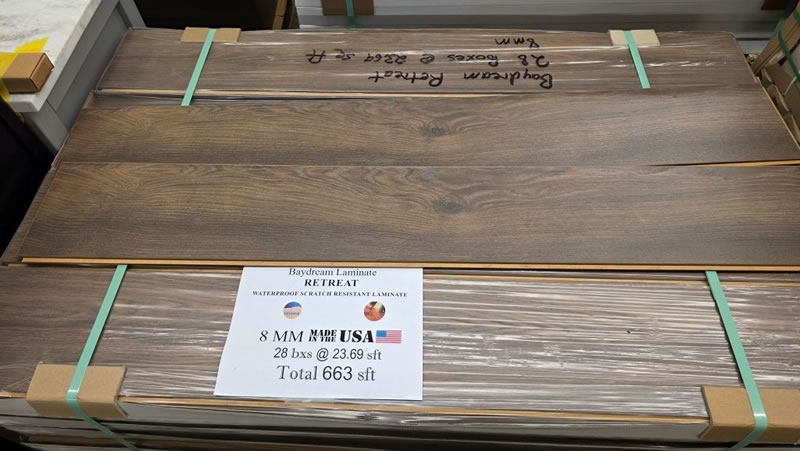 Baydream Retreat
28 Boxes @ 2369 sq ft
8mm
Baydream Laminate
RETREAT
WATERPROOF SCRATCH RESISTANT LAMINATE
8 MM MADE IN THE USA
28 bxs @ 23.69 sft
Total 663 sft